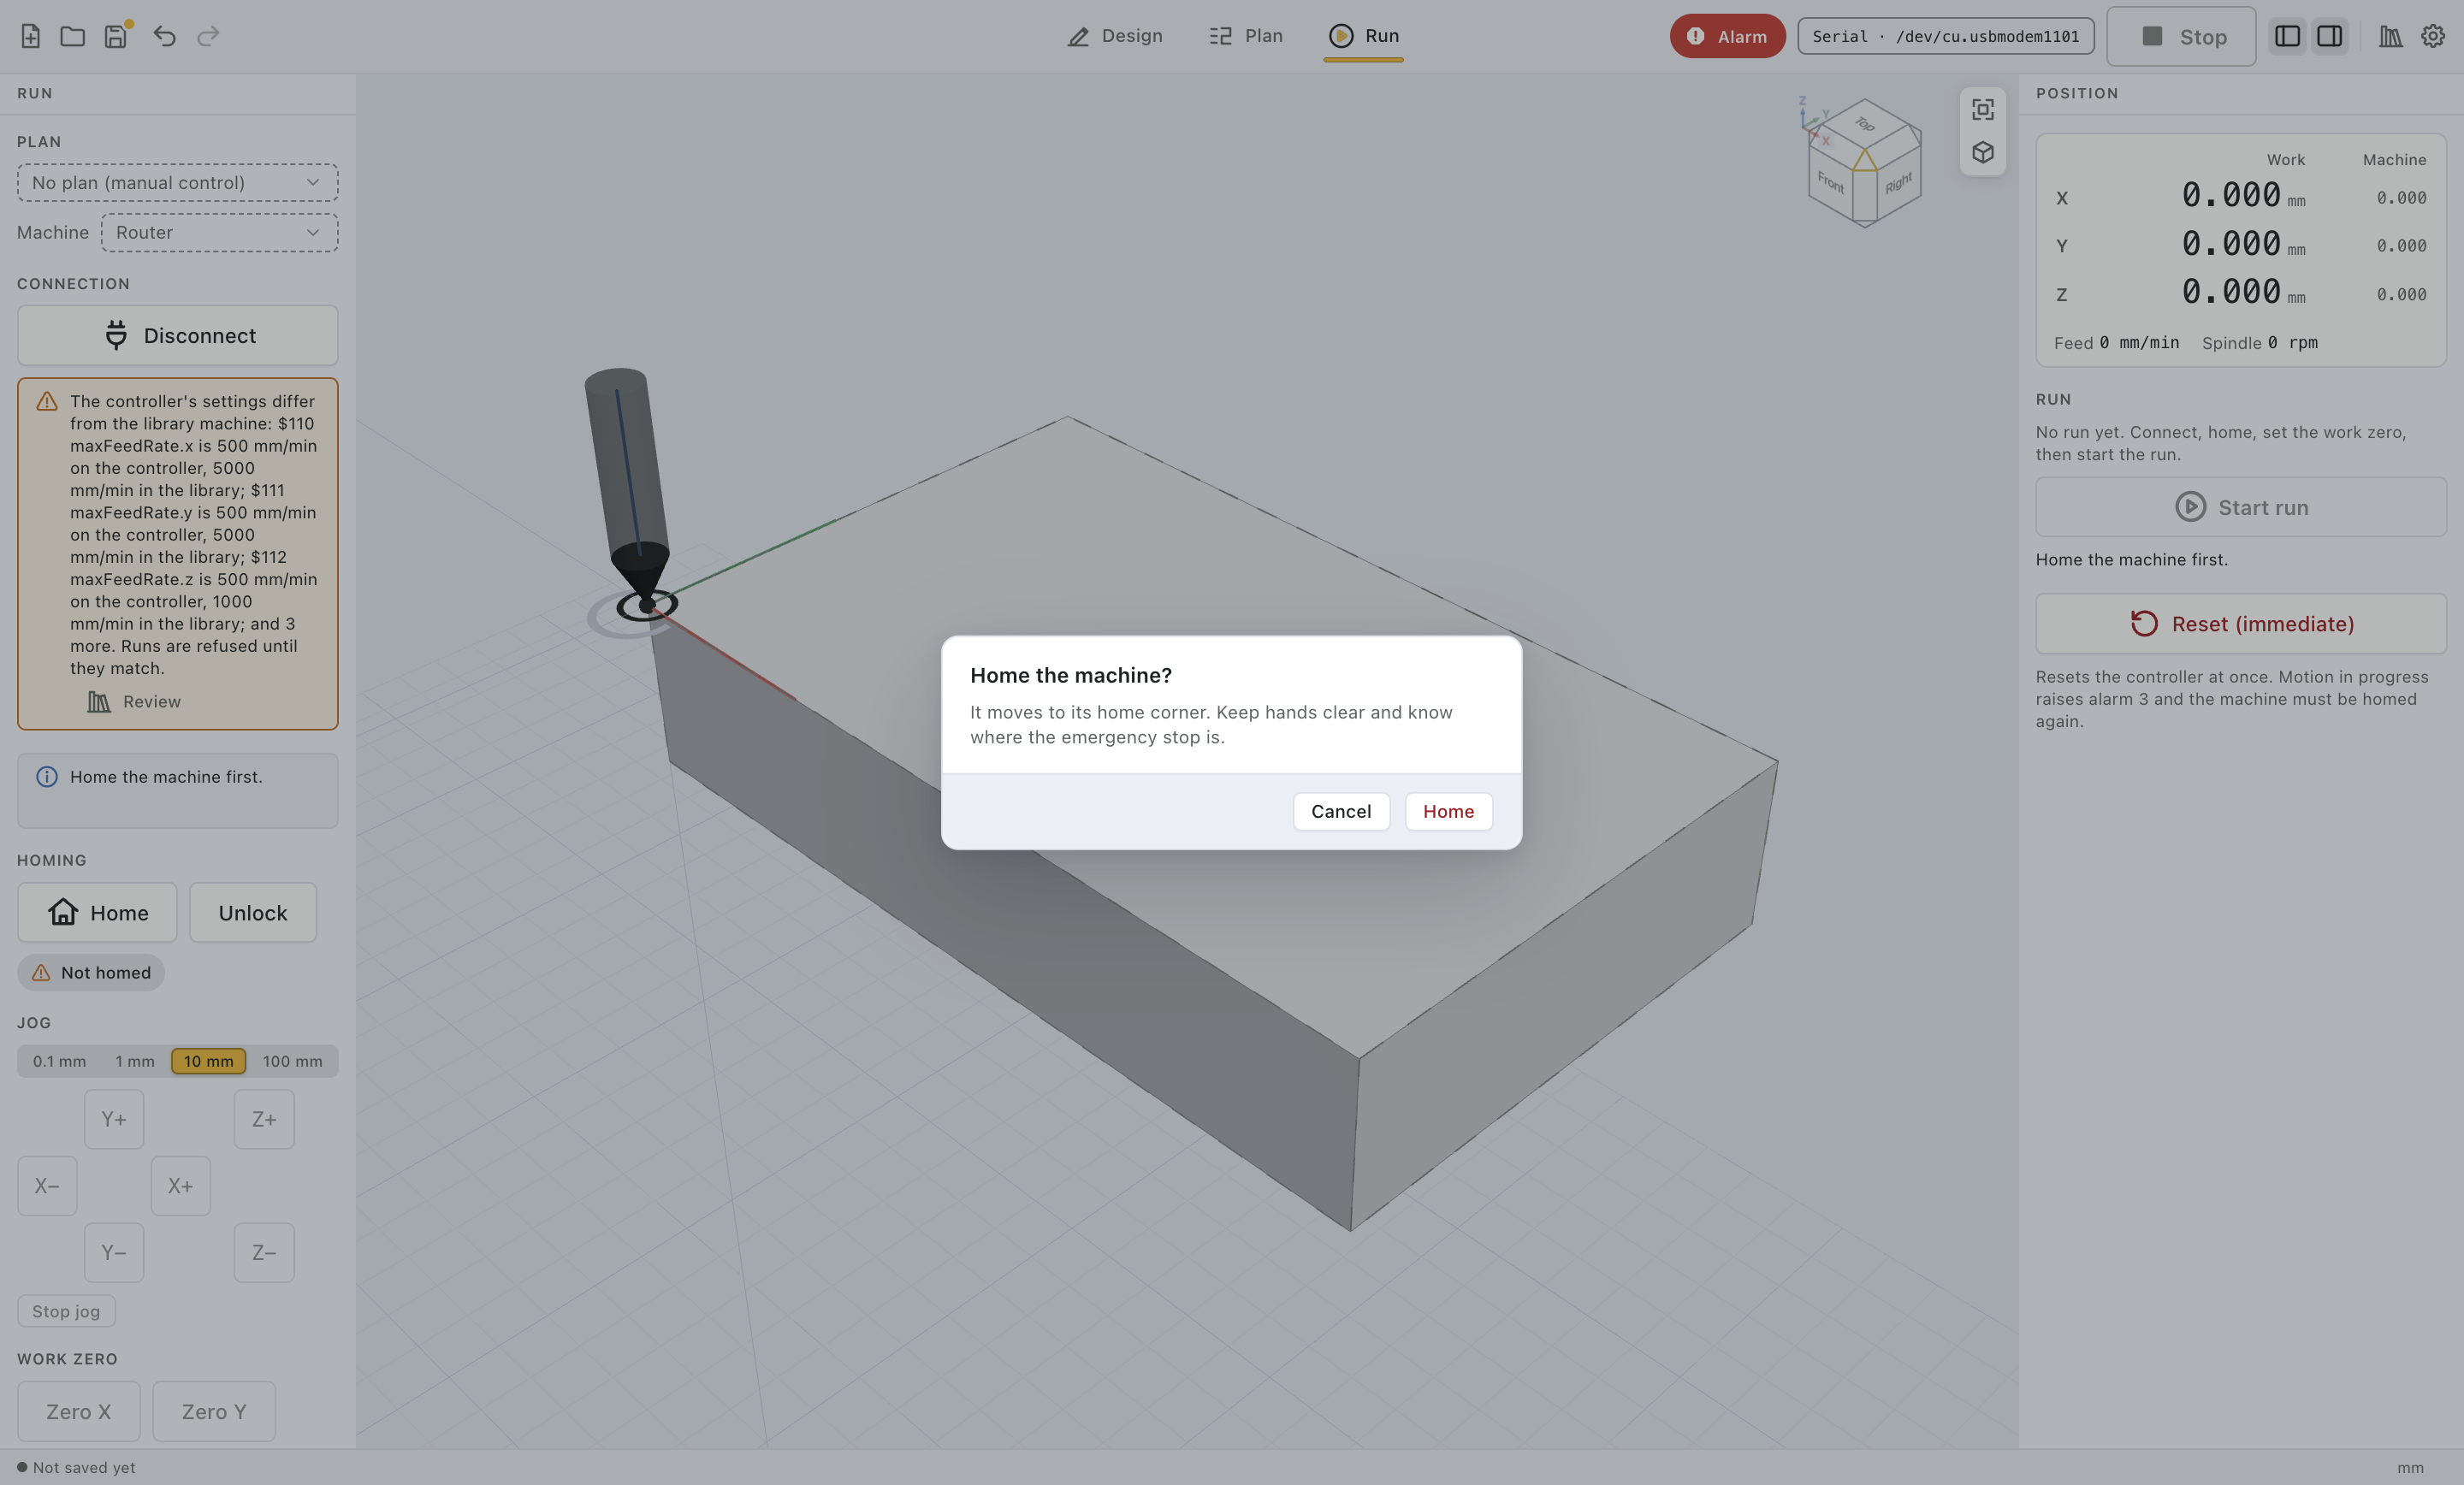 Design
Plan
Run
Alarm
Serial · /dev/cu.usbmodem1101
Stop
RUN
PLAN
No plan (manual control)
Machine
Router
CONNECTION
Disconnect
The controller's settings differ
from the library machine: $110
maxFeedRate.x is 500 mm/min
on the controller, 5000
mm/min in the library; $111
maxFeedRate.y is 500 mm/min
on the controller, 5000
mm/min in the library; $112
maxFeedRate.z is 500 mm/min
on the controller, 1000
mm/min in the library; and 3
more. Runs are refused until
they match.
Review
Home the machine first.
HOMING
Home
Unlock
Not homed
JOG
0.1 mm
1 mm
10 mm
100 mm
Y+
Z+
X−
X+
Y−
Z−
Stop jog
WORK ZERO
Zero X
Zero Y
Z
Y
X
Top
Front
Right
Home the machine?
It moves to its home corner. Keep hands clear and know
where the emergency stop is.
Cancel
Home
POSITION
Work Machine
X 0.000 mm 0.000
Y 0.000 mm 0.000
Z 0.000 mm 0.000
Feed 0 mm/min Spindle 0 rpm
RUN
No run yet. Connect, home, set the work zero,
then start the run.
Start run
Home the machine first.
Reset (immediate)
Resets the controller at once. Motion in progress
raises alarm 3 and the machine must be homed
again.
Not saved yet
mm